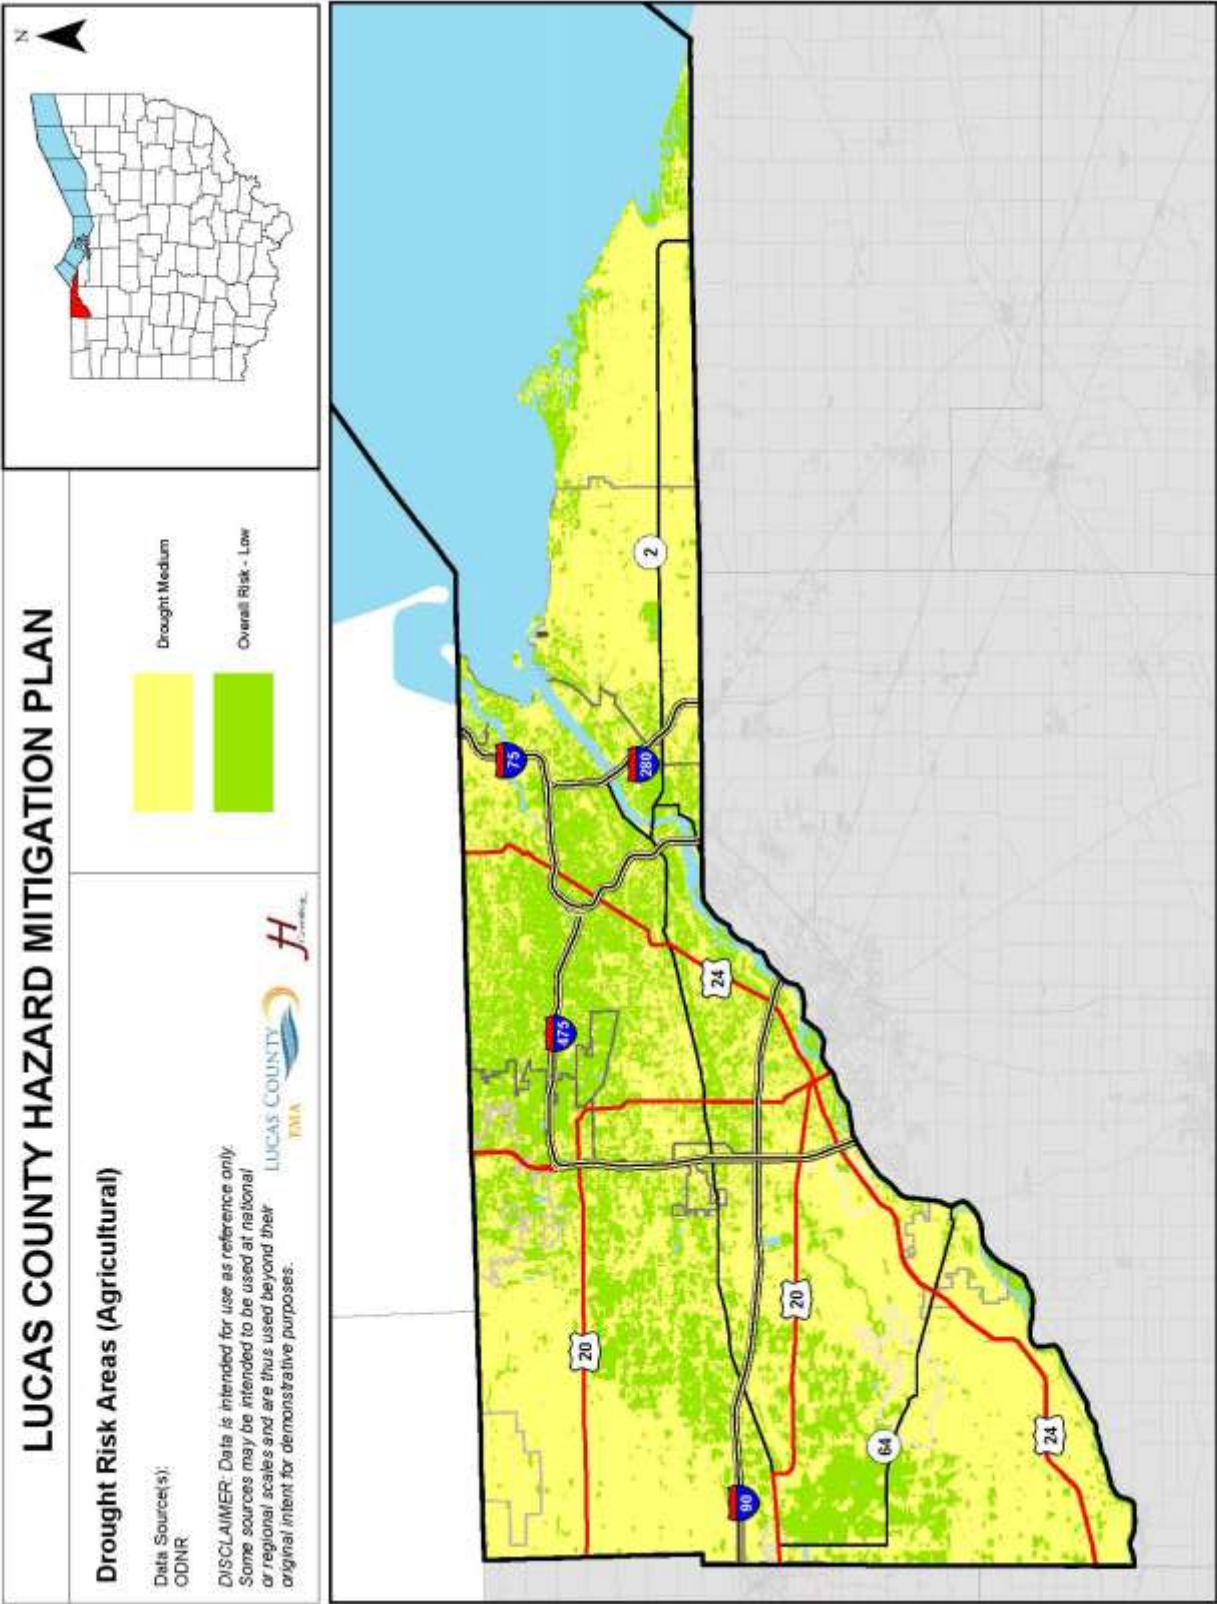 LUCAS COUNTY HAZARD MITIGATION PLAN
Drought Risk Areas (Agricultural)
Data Source(s):
ODNR
DISCLAIMER: Data is intended for use as reference only.
Some sources may be intended to be used at national
or regional scales and are thus used beyond their
original intent for demonstrative purposes.
LUCAS COUNTY
EMA
H
Drought Medium
Overall Risk - Low
N
75
280
2
475
24
20
20
90
64
24